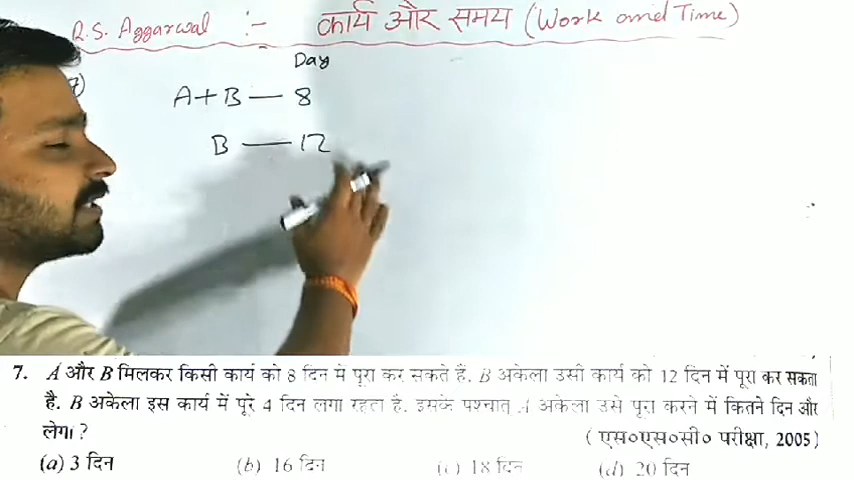 R.S. Aggarwal :- कार्य और समय (Work and Time)
Day
7)
A+B — 8
B — 12
7. A और B मिलकर किसी कार्य को 8 दिन में पूरा कर सकते हैं. B अकेला उसी कार्य को 12 दिन में पूरा कर सकता
है. B अकेला इस कार्य में पूरे 4 दिन लगा रहता है. इसके पश्चात् A अकेला उसे पूरा करने में कितने दिन और
लेगा ?
( एस०एस०सी० परीक्षा, 2005 )
(a) 3 दिन (b) 16 दिन (c) 18 दिन (d) 20 दिन